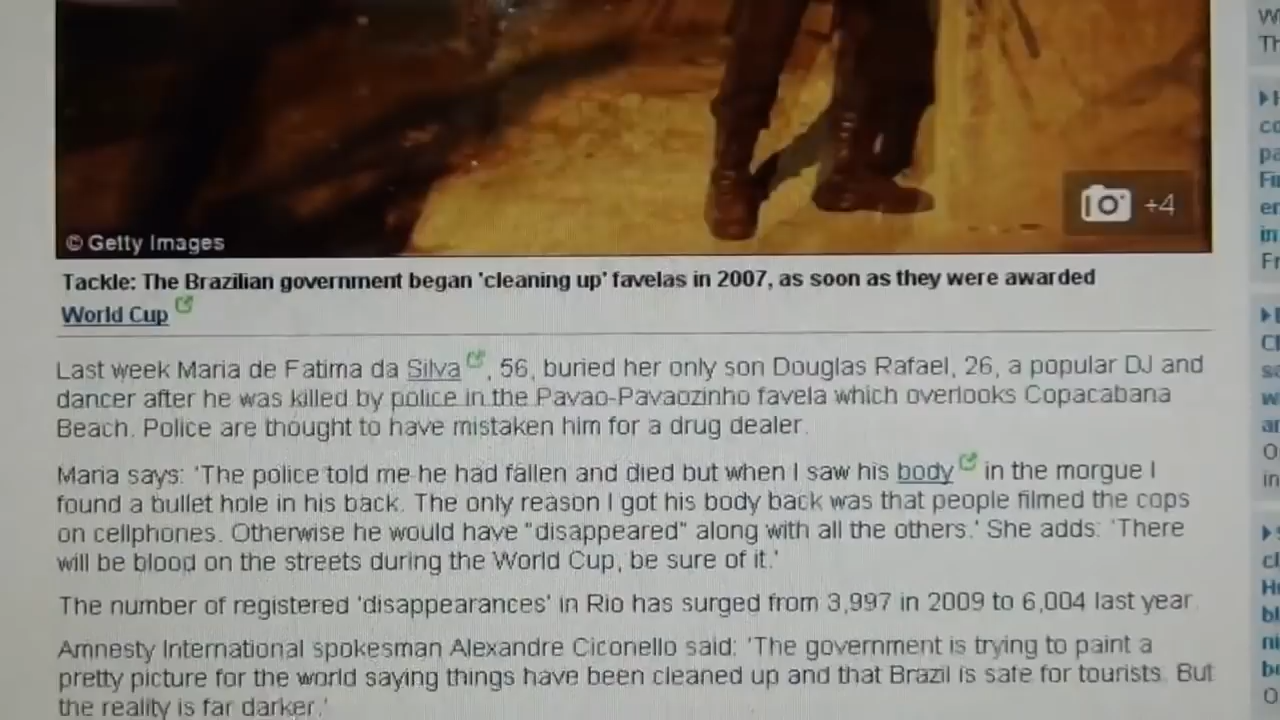 +4
© Getty Images
Tackle: The Brazilian government began 'cleaning up' favelas in 2007, as soon as they were awarded
World Cup
Last week Maria de Fatima da Silva , 56, buried her only son Douglas Rafael, 26, a popular DJ and
dancer after he was killed by police in the Pavao-Pavaozinho favela which overlooks Copacabana
Beach. Police are thought to have mistaken him for a drug dealer.
Maria says: 'The police told me he had fallen and died but when I saw his body in the morgue I
found a bullet hole in his back. The only reason I got his body back was that people filmed the cops
on cellphones. Otherwise he would have "disappeared" along with all the others.' She adds: 'There
will be blood on the streets during the World Cup, be sure of it.'
The number of registered 'disappearances' in Rio has surged from 3,997 in 2009 to 6,004 last year.
Amnesty International spokesman Alexandre Ciconello said: 'The government is trying to paint a
pretty picture for the world saying things have been cleaned up and that Brazil is safe for tourists. But
the reality is far darker.'